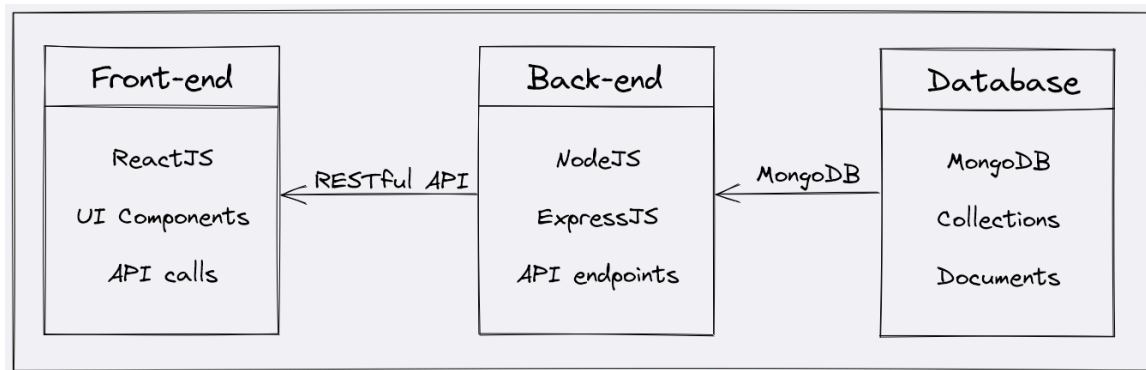 Front-end
ReactJS
UI Components
API calls
RESTful API
Back-end
NodeJS
ExpressJS
API endpoints
MongoDB
Database
MongoDB
Collections
Documents